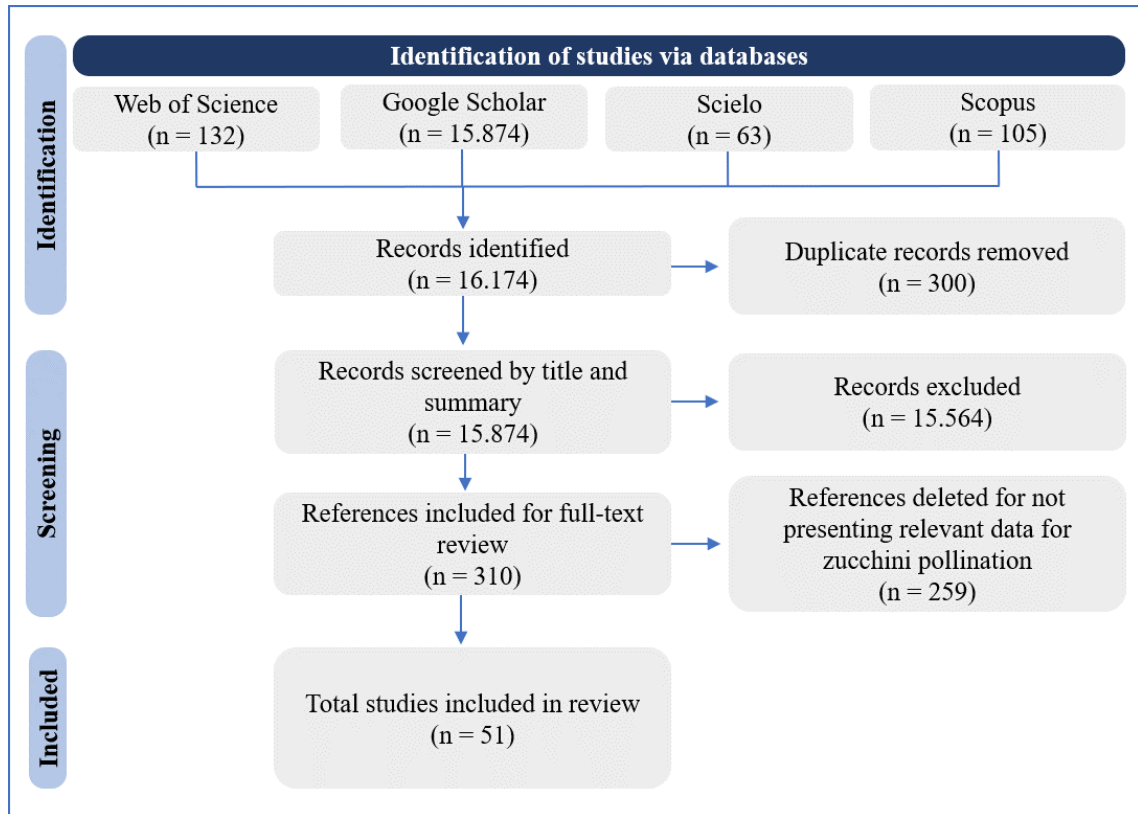 Identification of studies via databases
Identification
Web of Science
(n = 132)
Google Scholar
(n = 15.874)
Scielo
(n = 63)
Scopus
(n = 105)
Records identified
(n = 16.174)
Duplicate records removed
(n = 300)
Screening
Records screened by title and
summary
(n = 15.874)
Records excluded
(n = 15.564)
References included for full-text
review
(n = 310)
References deleted for not
presenting relevant data for
zucchini pollination
(n = 259)
Included
Total studies included in review
(n = 51)